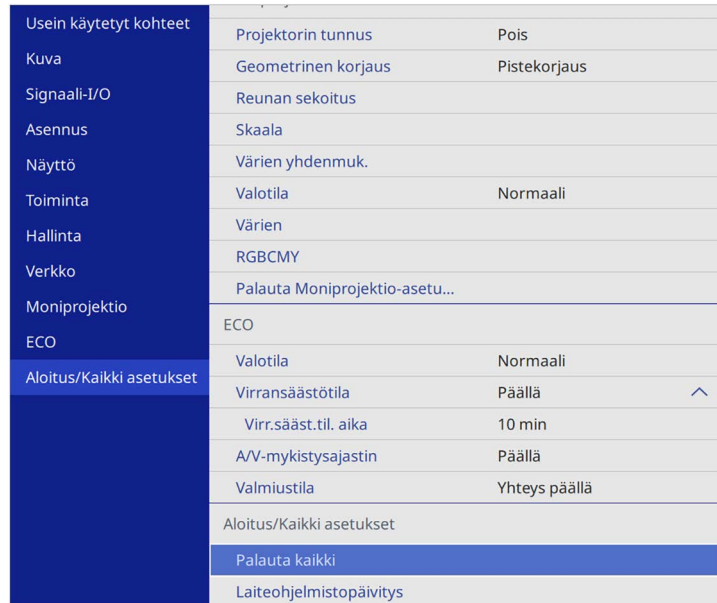 Usein käytetyt kohteet
Kuva
Signaali-I/O
Asennus
Näyttö
Toiminta
Hallinta
Verkko
Moniprojektio
ECO
Aloitus/Kaikki asetukset
Projektorin tunnus Pois
Geometrinen korjaus Pistekorjaus
Reunan sekoitus
Skaala
Värien yhdenmuk.
Valotila Normaali
Värien
RGBCMY
Palauta Moniprojektio-asetu...
ECO
Valotila Normaali
Virransäästötila Päällä
Virr.sääst.til. aika 10 min
A/V-mykistysajastin Päällä
Valmiustila Yhteys päällä
Aloitus/Kaikki asetukset
Palauta kaikki
Laiteohjelmistopäivitys